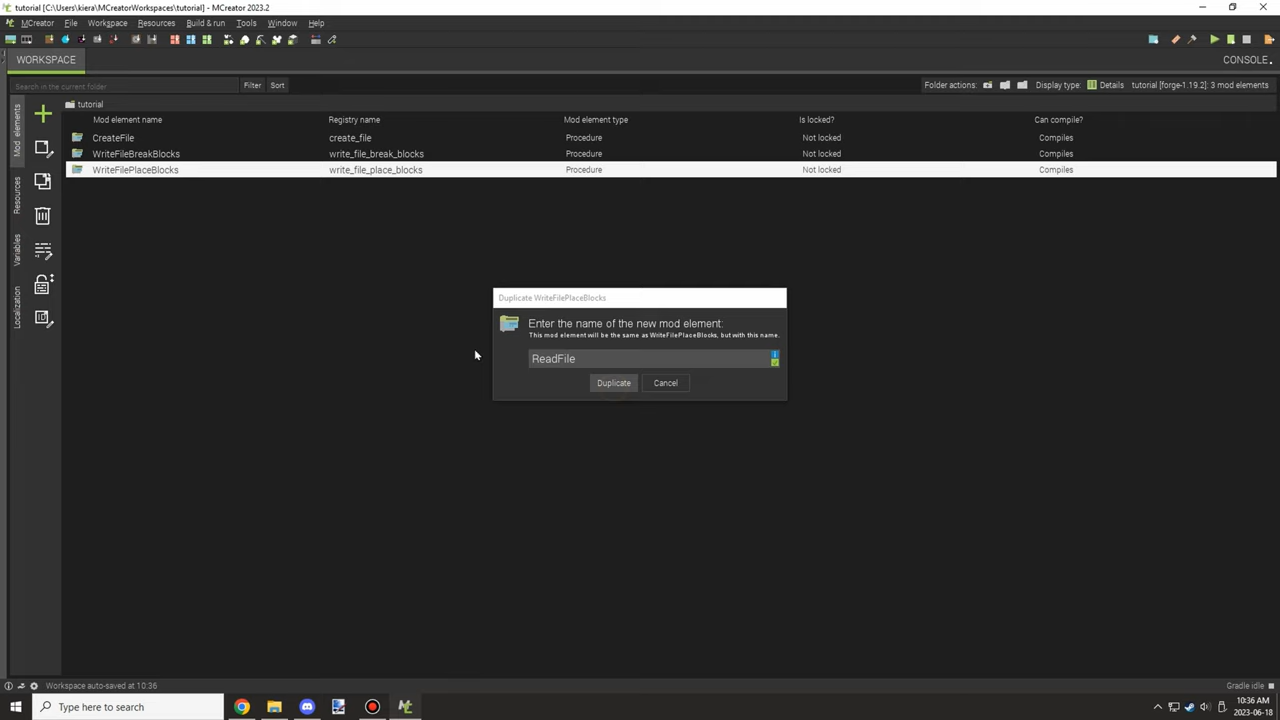 tutorial [C:\Users\kiera\MCreatorWorkspaces\tutorial] - MCreator 2023.2
MCreator File Workspace Resources Build & run Tools Window Help
WORKSPACE CONSOLE
Search in the current folder Filter Sort Folder actions: Display type: Details tutorial [forge-1.19.2]: 3 mod elements
tutorial
Mod element name Registry name Mod element type Is locked? Can compile?
CreateFile create_file Procedure Not locked Compiles
WriteFileBreakBlocks write_file_break_blocks Procedure Not locked Compiles
WriteFilePlaceBlocks write_file_place_blocks Procedure Not locked Compiles
Mod elements
Resources
Variables
Localization
Duplicate WriteFilePlaceBlocks
Enter the name of the new mod element:
This mod element will be the same as WriteFilePlaceBlocks, but with this name.
ReadFile
Duplicate Cancel
Workspace auto-saved at 10:36 Gradle idle
Type here to search
10:36 AM
2023-06-18